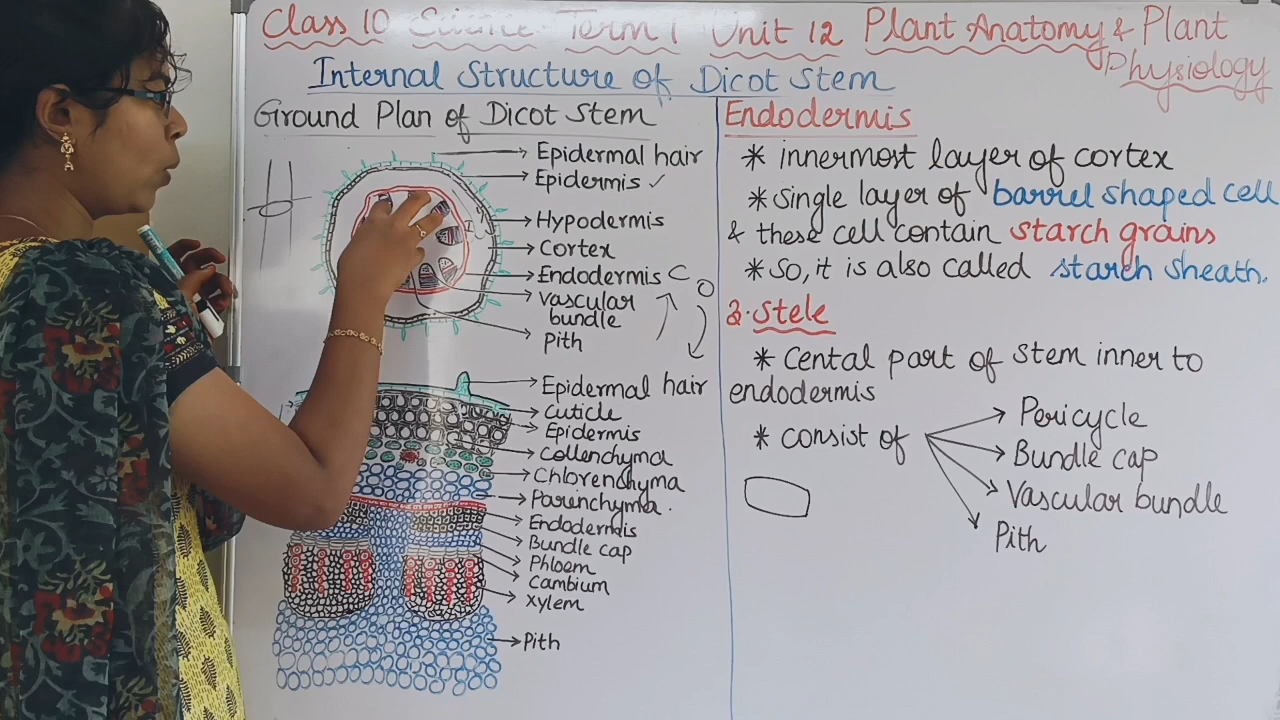 Class 10 Science Term 1 Unit 12 Plant Anatomy & Plant
Physiology
Internal Structure of Dicot Stem
Ground Plan of Dicot Stem
Epidermal hair
Epidermis ✓
Hypodermis
Cortex
Endodermis C
Vascular
bundle
Pith
Epidermal hair
Cuticle
Epidermis
Collenchyma
Chlorenchyma
Parenchyma.
Endodermis
Bundle cap
Phloem
Cambium
Xylem
Pith
Endodermis
* innermost layer of cortex
* single layer of barrel shaped cell
& these cell contain starch grains
* So, it is also called starch sheath.
3. Stele
* Cental part of stem inner to
endodermis
* consist of
Pericycle
Bundle cap
Vascular bundle
Pith